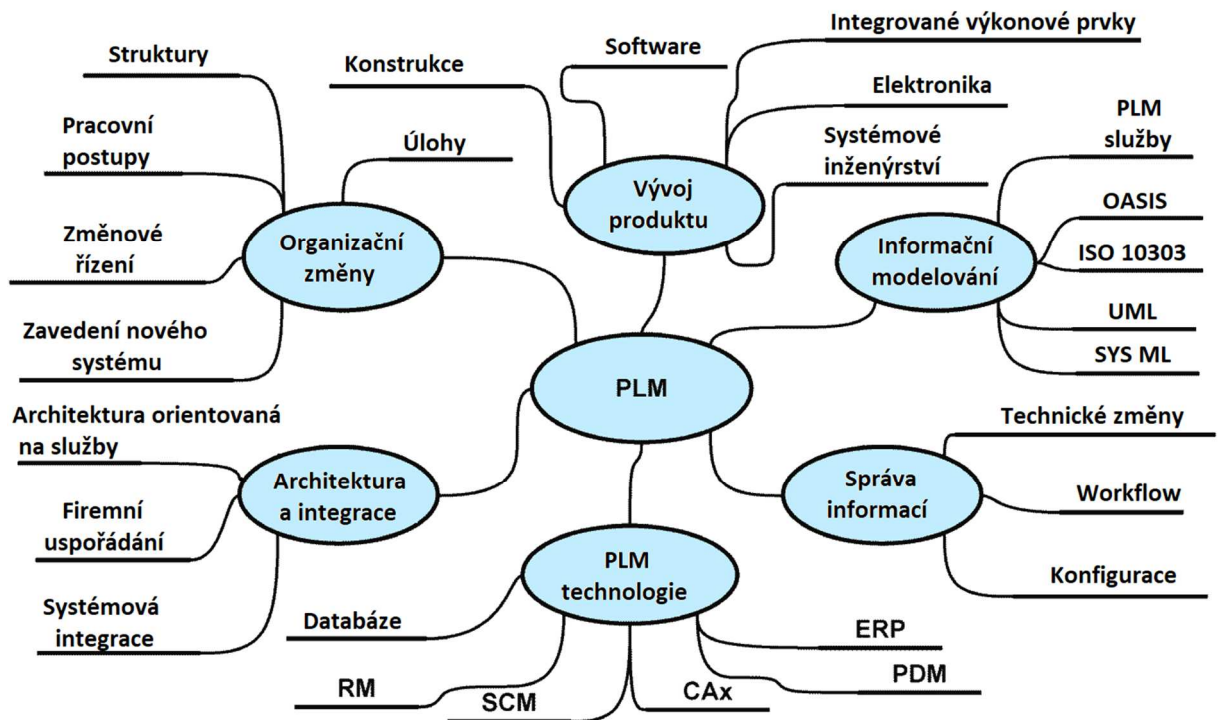 Struktury
Pracovní
postupy
Úlohy
Změnové
řízení
Organizační
změny
Zavedení nového
systému
Konstrukce
Software
Integrované výkonové prvky
Elektronika
Systémové
inženýrství
Vývoj
produktu
PLM
služby
OASIS
ISO 10303
Informační
modelování
UML
SYS ML
PLM
Architektura orientovaná
na služby
Architektura
a integrace
Firemní
uspořádání
Systémová
integrace
Technické změny
Správa
informací
Workflow
Konfigurace
PLM
technologie
Databáze
RM
SCM
CAx
ERP
PDM